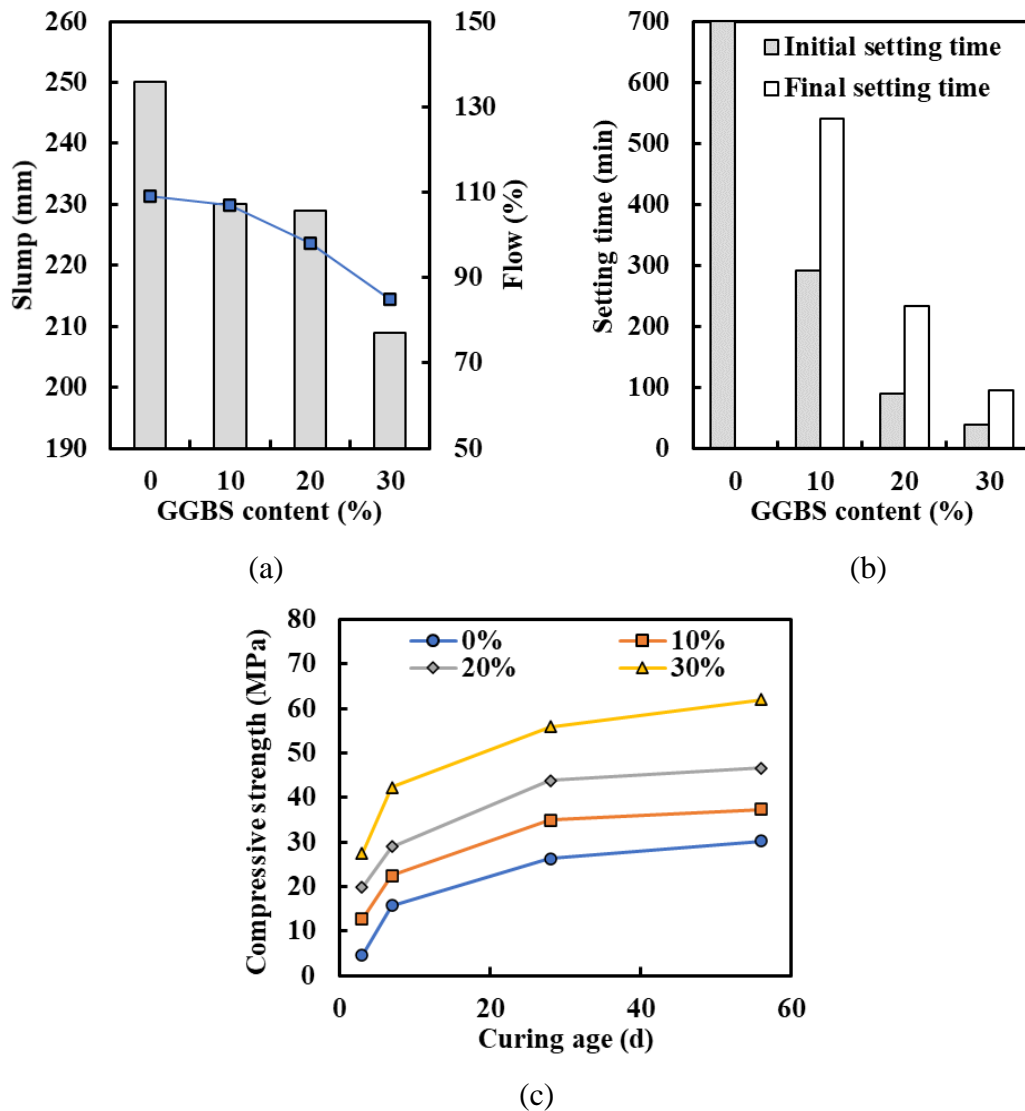 260
250
240
230
220
210
200
190
Slump (mm)
150
130
110
90
70
50
Flow (%)
0 10 20 30
GGBS content (%)
(a)
700
600
500
400
300
200
100
0
Setting time (min)
Initial setting time
Final setting time
0 10 20 30
GGBS content (%)
(b)
80
70
60
50
40
30
20
10
0
Compressive strength (MPa)
0% 10%
20% 30%
0 20 40 60
Curing age (d)
(c)